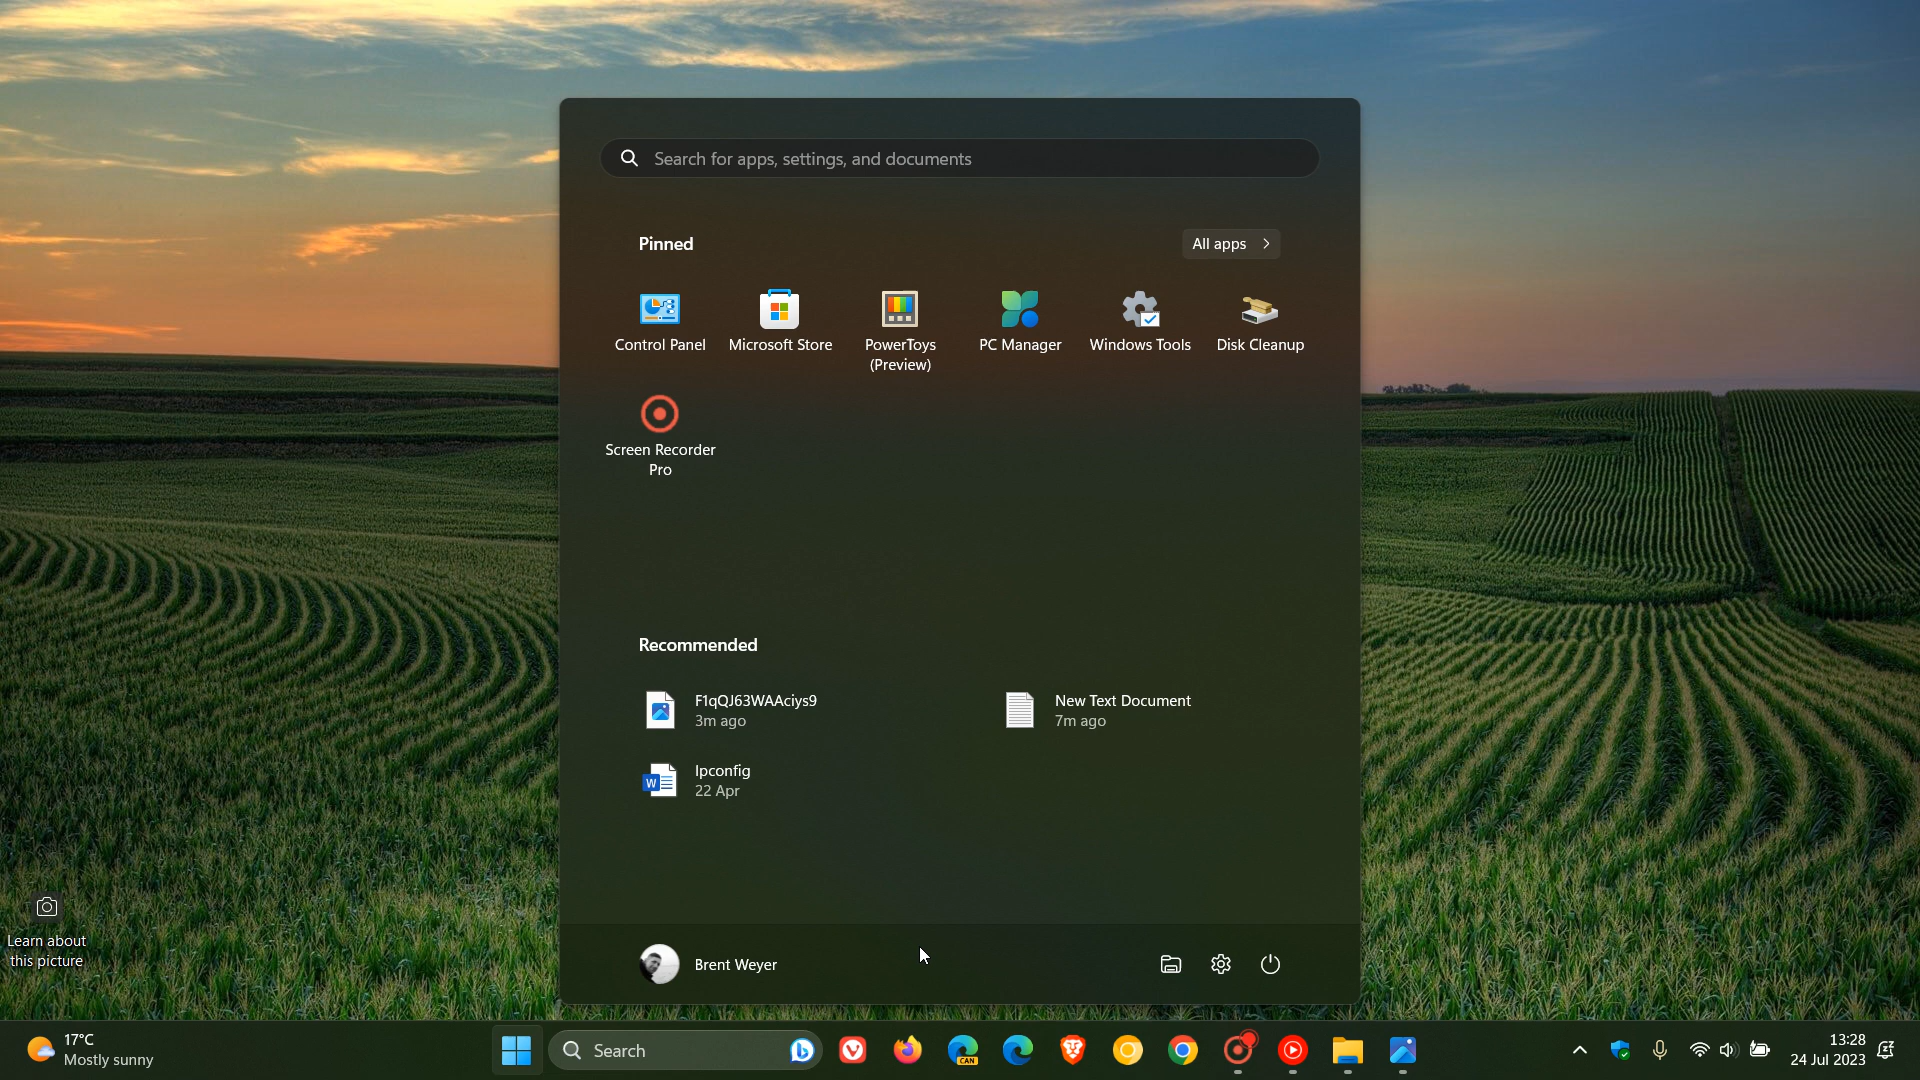 Search for apps, settings, and documents
Pinned
All apps
Control Panel
Microsoft Store
PowerToys
(Preview)
PC Manager
Windows Tools
Disk Cleanup
Screen Recorder
Pro
Recommended
F1qQJ63WAAciys9
3m ago
New Text Document
7m ago
W
Ipconfig
22 Apr
Learn about
this picture
Brent Weyer
17°C
Mostly sunny
Search
CAN
13:28
24 Jul 2023